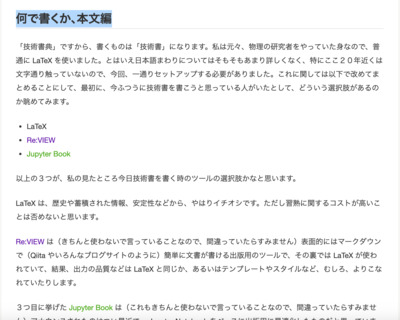 何で書くか、本文編
「技術書典」ですから、書くものは「技術書」になります。私は元々、物理の研究者をやっていた身なので、普
通に LaTeX を使いました。とはいえ日本語まわりについてはそもそもあまり詳しくなく、特にここ２０年近くは
文字通り触っていないので、今回、一通りセットアップする必要がありました。これに関しては以下で改めてま
とめることにして、最初に、今ふつうに技術書を書こうと思っている人がいたとして、どういう選択肢があるの
か眺めてみます。
• LaTeX
• Re:VIEW
• Jupyter Book
以上の３つが、私の見たところ今日技術書を書く時のツールの選択肢かなと思います。
LaTeX は、歴史や蓄積された情報、安定性などから、やはりイチオシです。ただし習熟に関するコストが高いこ
とは否めないと思います。
Re:VIEW は（きちんと使わないで言っていることなので、間違っていたらすみません）表面的にはマークダウ
ンで（Qiita やいろんなブログサイトのように）簡単に文書が書ける出版用のツールで、その裏では LaTeX が使わ
れていて、結果、出力の品質などは LaTeX と同じか、あるいはテンプレートやスタイルなど、むしろ、よりこな
れていたりします。
３つ目に挙げた Jupyter Book は（これもきちんと使わないで言っていることなので、間違っていたらすみませ